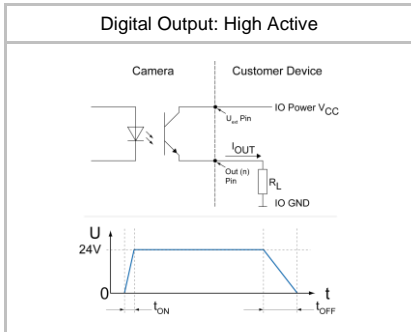 Digital Output: High Active
Camera
Customer Device
IO Power VCC
Uext Pin
IOUT
Out (n)
Pin
RL
IO GND
U
24V
0
t
tON
tOFF